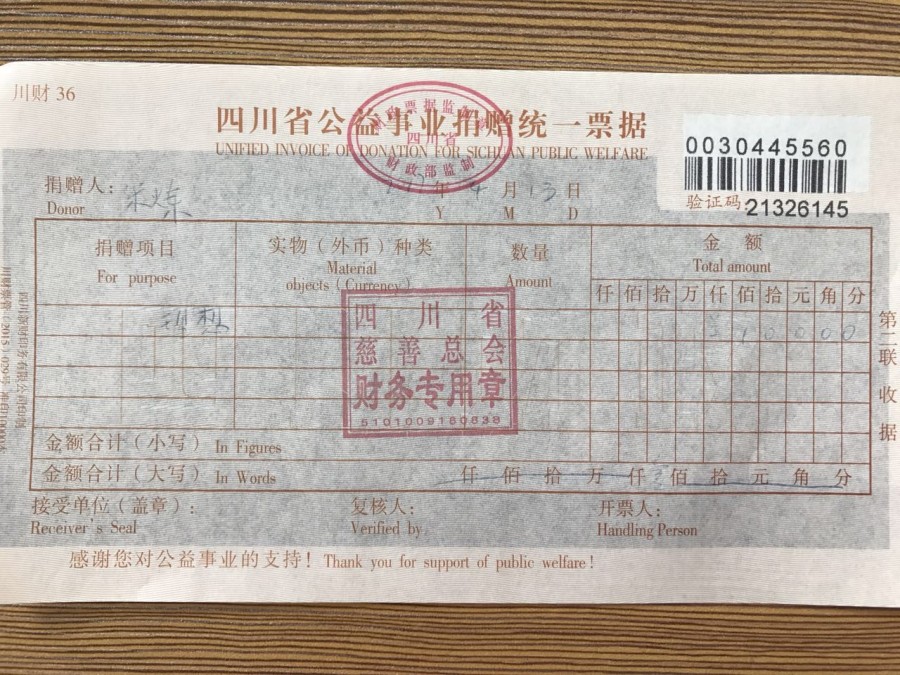 川财 36
四川省公益事业捐赠统一票据
UNIFIED INVOICE OF DONATION FOR SICHUAN PUBLIC WELFARE
四川省
财政部监制
0030445560
验证码:21326145
捐赠人:
Donor
年 4 月 13 日
Y M D
捐赠项目
For purpose
实物（外币）种类
Material
objects (Currency)
数量
Amount
金 额
Total amount
仟 佰 拾 万 仟 佰 拾 元 角 分
¥10000
四川省
慈善总会
财务专用章
5101009160638
第二联 收据
金额合计（小写） In Figures
金额合计（大写） In Words
仟 佰 拾 万 仟 佰 拾 元 角 分
接受单位（盖章）:
Receiver's Seal
复核人:
Verified by
开票人:
Handling Person
感谢您对公益事业的支持! Thank you for support of public welfare!